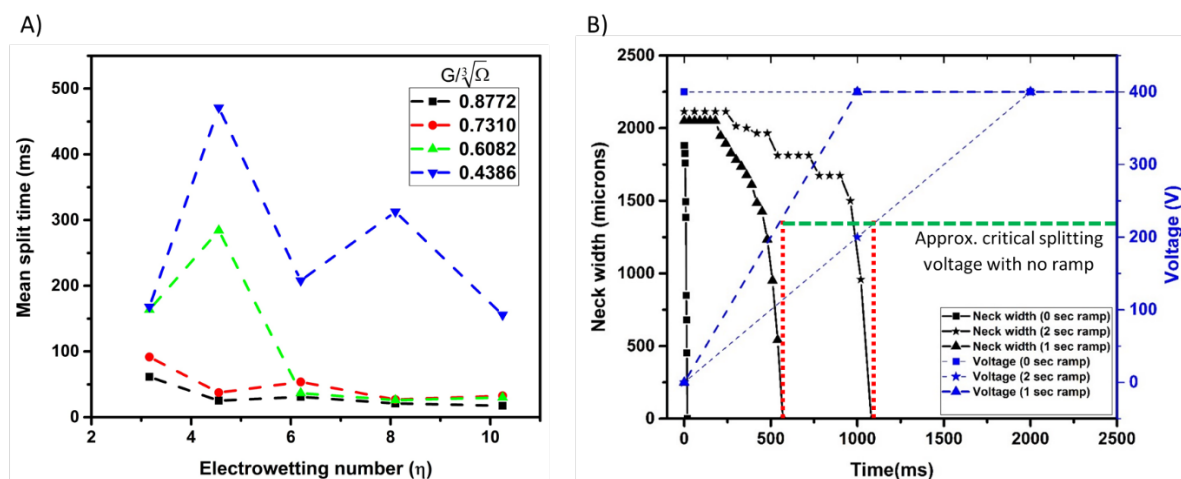 A)
G/∛Ω
0.8772
0.7310
0.6082
0.4386
500
400
300
200
100
0
2 4 6 8 10
Mean split time (ms)
Electrowetting number (η)
B)
2500
2000
1500
1000
500
0
Neck width (microns)
400
300
200
100
0
Voltage (V)
Approx. critical splitting
voltage with no ramp
Neck width (0 sec ramp)
Neck width (2 sec ramp)
Neck width (1 sec ramp)
Voltage (0 sec ramp)
Voltage (2 sec ramp)
Voltage (1 sec ramp)
0 500 1000 1500 2000 2500
Time(ms)